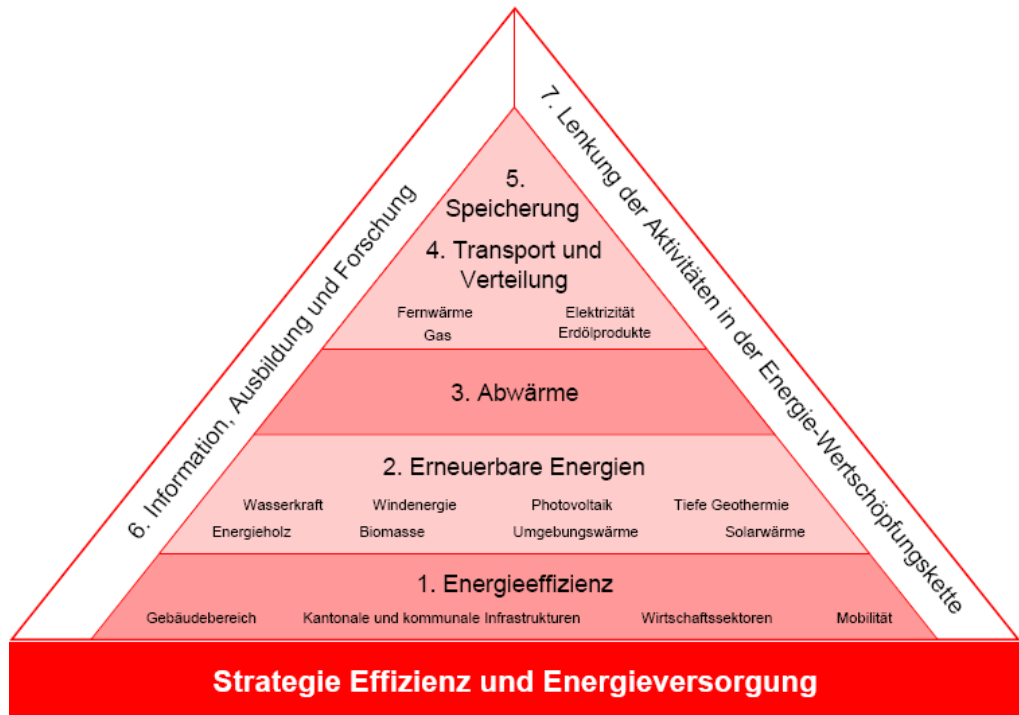 5.
Speicherung
4. Transport und
Verteilung
Fernwärme Elektrizität
Gas Erdölprodukte
3. Abwärme
2. Erneuerbare Energien
Wasserkraft Windenergie Photovoltaik Tiefe Geothermie
Energieholz Biomasse Umgebungswärme Solarwärme
1. Energieeffizienz
Gebäudebereich Kantonale und kommunale Infrastrukturen Wirtschaftssektoren Mobilität
6. Information, Ausbildung und Forschung
7. Lenkung der Aktivitäten in der Energie-Wertschöpfungskette
Strategie Effizienz und Energieversorgung